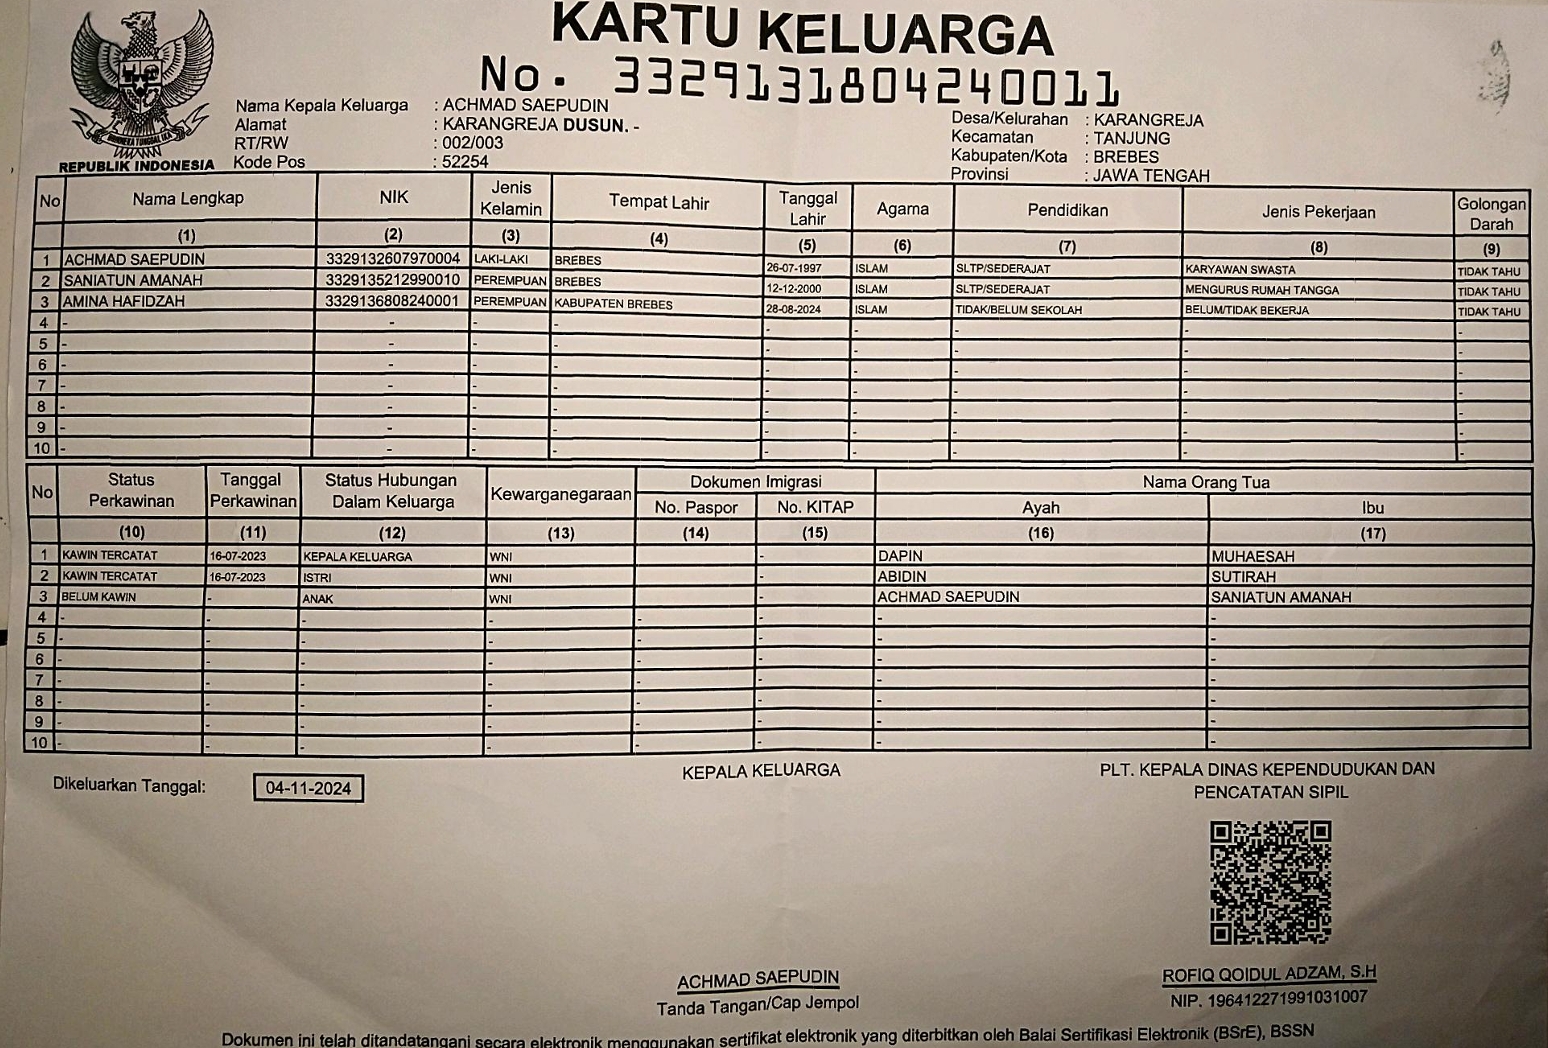 KARTU KELUARGA
No. 3329131804240011
REPUBLIK INDONESIA
Nama Kepala Keluarga : ACHMAD SAEPUDIN
Alamat : KARANGREJA DUSUN. -
RT/RW : 002/003
Kode Pos : 52254
Desa/Kelurahan : KARANGREJA
Kecamatan : TANJUNG
Kabupaten/Kota : BREBES
Provinsi : JAWA TENGAH
No Nama Lengkap NIK Jenis Kelamin Tempat Lahir Tanggal Lahir Agama Pendidikan Jenis Pekerjaan Golongan Darah
(1) (2) (3) (4) (5) (6) (7) (8) (9)
1 ACHMAD SAEPUDIN 3329132607970004 LAKI-LAKI BREBES 26-07-1997 ISLAM SLTP/SEDERAJAT KARYAWAN SWASTA TIDAK TAHU
2 SANIATUN AMANAH 3329135212990010 PEREMPUAN BREBES 12-12-2000 ISLAM SLTP/SEDERAJAT MENGURUS RUMAH TANGGA TIDAK TAHU
3 AMINA HAFIDZAH 3329136808240001 PEREMPUAN KABUPATEN BREBES 28-08-2024 ISLAM TIDAK/BELUM SEKOLAH BELUM/TIDAK BEKERJA TIDAK TAHU
4 - - - - - - - - -
5 - - - - - - - - -
6 - - - - - - - - -
7 - - - - - - - - -
8 - - - - - - - - -
9 - - - - - - - - -
10 - - - - - - - - -
No Status Perkawinan Tanggal Perkawinan Status Hubungan Dalam Keluarga Kewarganegaraan Dokumen Imigrasi Nama Orang Tua
No. Paspor No. KITAP Ayah Ibu
(10) (11) (12) (13) (14) (15) (16) (17)
1 KAWIN TERCATAT 16-07-2023 KEPALA KELUARGA WNI - DAPIN MUHAESAH
2 KAWIN TERCATAT 16-07-2023 ISTRI WNI - ABIDIN SUTIRAH
3 BELUM KAWIN - ANAK WNI - ACHMAD SAEPUDIN SANIATUN AMANAH
4 - - - - - - - -
5 - - - - - - - -
6 - - - - - - - -
7 - - - - - - - -
8 - - - - - - - -
9 - - - - - - - -
10 - - - - - - - -
Dikeluarkan Tanggal: 04-11-2024
KEPALA KELUARGA
ACHMAD SAEPUDIN
Tanda Tangan/Cap Jempol
PLT. KEPALA DINAS KEPENDUDUKAN DAN
PENCATATAN SIPIL
ROFIQ QOIDUL ADZAM, S.H
NIP. 196412271991031007
Dokumen ini telah ditandatangani secara elektronik menggunakan sertifikat elektronik yang diterbitkan oleh Balai Sertifikasi Elektronik (BSrE), BSSN